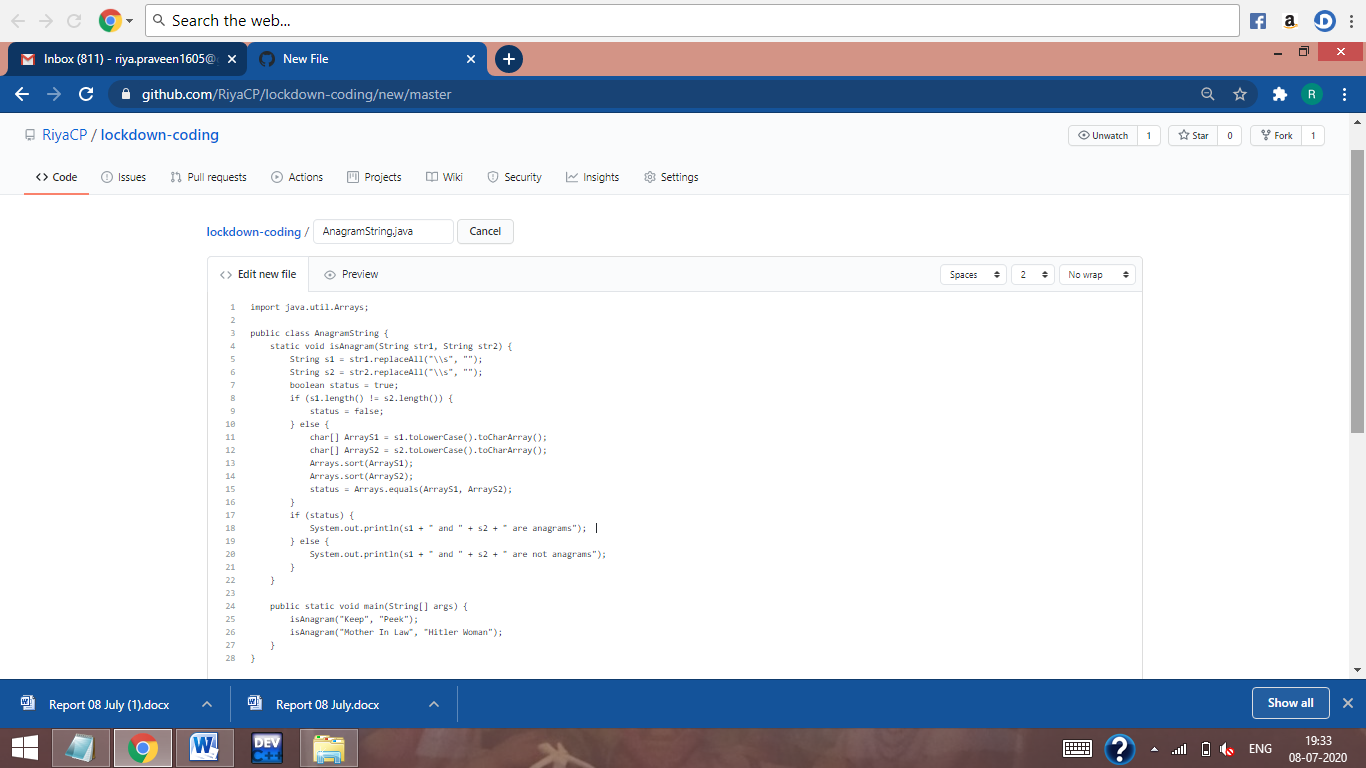 Search the web...
Inbox (811) - riya.praveen1605@
New File
github.com/RiyaCP/lockdown-coding/new/master
R
RiyaCP / lockdown-coding
Unwatch 1 Star 0 Fork 1
Code Issues Pull requests Actions Projects Wiki Security Insights Settings
lockdown-coding / AnagramString.java Cancel
Edit new file Preview Spaces 2 No wrap
1 import java.util.Arrays;
2
3 public class AnagramString {
4 static void isAnagram(String str1, String str2) {
5 String s1 = str1.replaceAll("\\s", "");
6 String s2 = str2.replaceAll("\\s", "");
7 boolean status = true;
8 if (s1.length() != s2.length()) {
9 status = false;
10 } else {
11 char[] ArrayS1 = s1.toLowerCase().toCharArray();
12 char[] ArrayS2 = s2.toLowerCase().toCharArray();
13 Arrays.sort(ArrayS1);
14 Arrays.sort(ArrayS2);
15 status = Arrays.equals(ArrayS1, ArrayS2);
16 }
17 if (status) {
18 System.out.println(s1 + " and " + s2 + " are anagrams");
19 } else {
20 System.out.println(s1 + " and " + s2 + " are not anagrams");
21 }
22 }
23
24 public static void main(String[] args) {
25 isAnagram("Keep", "Peek");
26 isAnagram("Mother In Law", "Hitler Woman");
27 }
28 }
Report 08 July (1).docx
Report 08 July.docx
Show all
DEV C++
ENG
19:33
08-07-2020